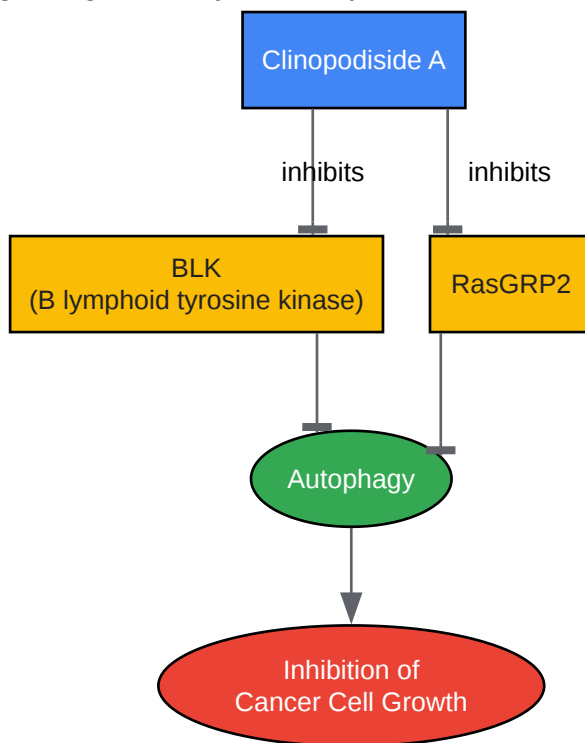 Clinopodiside A
inhibits inhibits
BLK
(B lymphoid tyrosine kinase)
RasGRP2
Autophagy
Inhibition of
Cancer Cell Growth